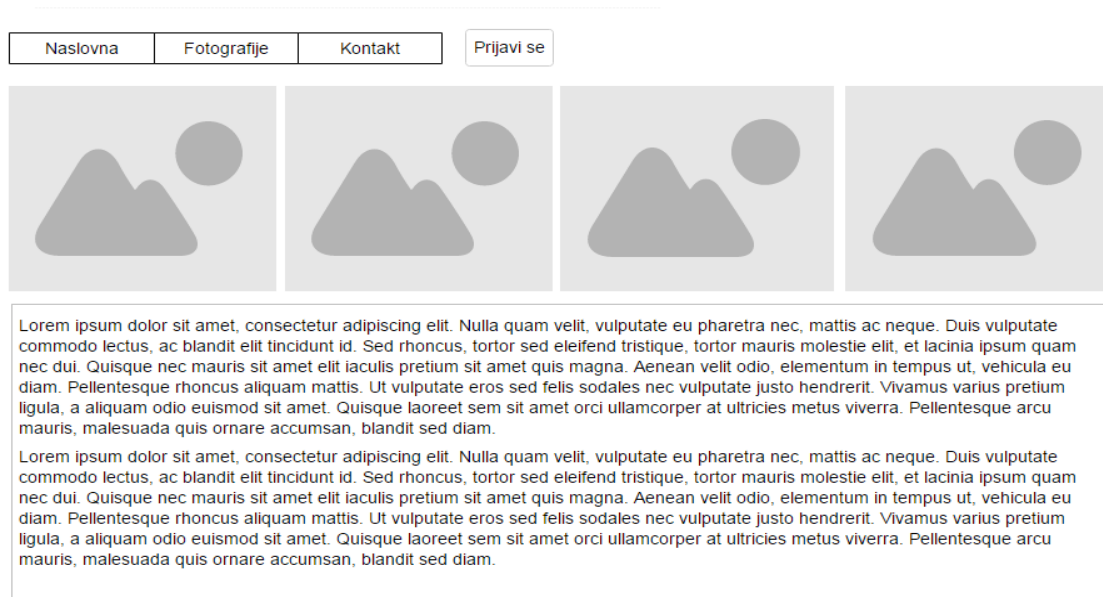 Naslovna Fotografije Kontakt Prijavi se
Lorem ipsum dolor sit amet, consectetur adipiscing elit. Nulla quam velit, vulputate eu pharetra nec, mattis ac neque. Duis vulputate
commodo lectus, ac blandit elit tincidunt id. Sed rhoncus, tortor sed eleifend tristique, tortor mauris molestie elit, et lacinia ipsum quam
nec dui. Quisque nec mauris sit amet elit iaculis pretium sit amet quis magna. Aenean velit odio, elementum in tempus ut, vehicula eu
diam. Pellentesque rhoncus aliquam mattis. Ut vulputate eros sed felis sodales nec vulputate justo hendrerit. Vivamus varius pretium
ligula, a aliquam odio euismod sit amet. Quisque laoreet sem sit amet orci ullamcorper at ultricies metus viverra. Pellentesque arcu
mauris, malesuada quis ornare accumsan, blandit sed diam.
Lorem ipsum dolor sit amet, consectetur adipiscing elit. Nulla quam velit, vulputate eu pharetra nec, mattis ac neque. Duis vulputate
commodo lectus, ac blandit elit tincidunt id. Sed rhoncus, tortor sed eleifend tristique, tortor mauris molestie elit, et lacinia ipsum quam
nec dui. Quisque nec mauris sit amet elit iaculis pretium sit amet quis magna. Aenean velit odio, elementum in tempus ut, vehicula eu
diam. Pellentesque rhoncus aliquam mattis. Ut vulputate eros sed felis sodales nec vulputate justo hendrerit. Vivamus varius pretium
ligula, a aliquam odio euismod sit amet. Quisque laoreet sem sit amet orci ullamcorper at ultricies metus viverra. Pellentesque arcu
mauris, malesuada quis ornare accumsan, blandit sed diam.